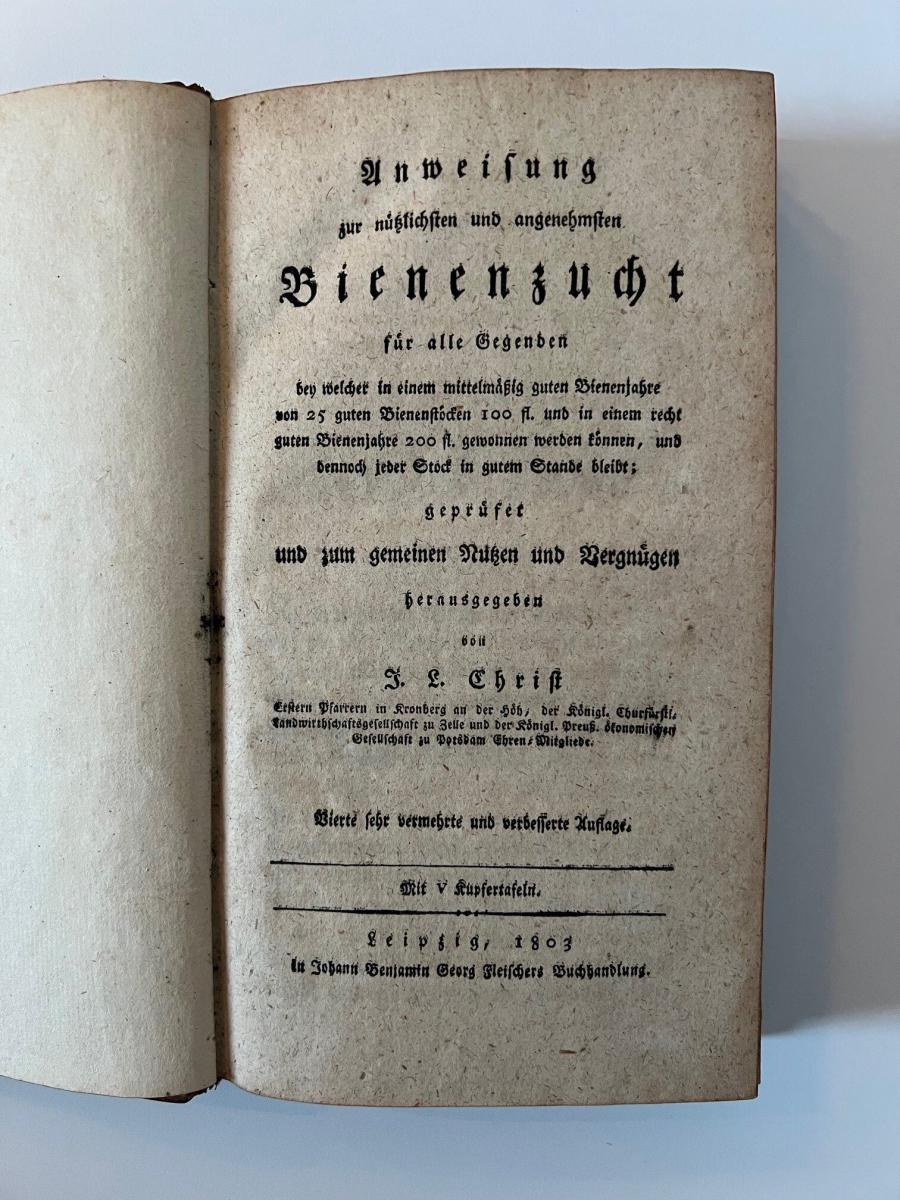 Anweiſung
zur nützlichſten und angenehmſten
Bienenzucht
für alle Gegenden
bey welcher in einem mittelmäßig guten Bienenjahre
von 25 guten Bienenſtöcken 100 fl. und in einem recht
guten Bienenjahre 200 fl. gewonnen werden können, und
dennoch jeder Stock in gutem Stande bleibt;
geprüfet
und zum gemeinen Nutzen und Vergnügen
herausgegeben
von
J. L. Chriſt
Erſtern Pfarrern in Kronberg an der Höh, der Königl. Churfürſtl.
Landwirthſchaftsgeſellſchaft zu Zelle und der Königl. Preuß. ökonomiſchen
Geſellſchaft zu Potsdam Ehren-Mitgliede.
Vierte ſehr vermehrte und verbeſſerte Auflage.
Mit V Kupfertafeln.
Leipzig, 1803
In Johann Benjamin Georg Fleiſchers Buchhandlung.